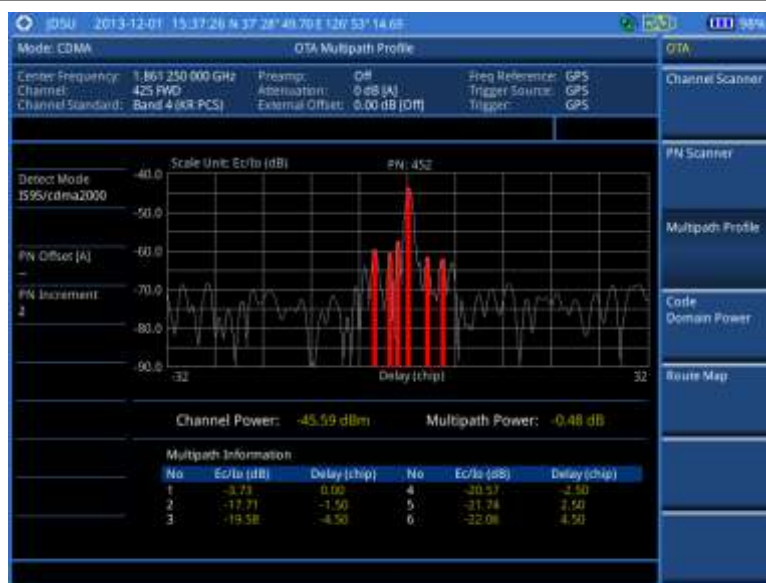 JDSU 2013-12-01 15:37:26 N 37° 28' 49.70 E 126° 53' 14.69 98%
Mode: CDMA OTA Multipath Profile OTA
Center Frequency: 1.861 250 000 GHz Preamp: Off Freq Reference: GPS
Channel: 425 FWD Attenuation: 0 dB [A] Trigger Source: GPS
Channel Standard: Band 4 (KR PCS) External Offset: 0.00 dB [Off] Trigger: GPS
Channel Scanner
PN Scanner
Multipath Profile
Code
Domain Power
Route Map
Detect Mode
IS95/cdma2000
PN Offset [A]
--
PN Increment
2
Scale Unit: Ec/Io (dB) PN: 452
-40.0
-50.0
-60.0
-70.0
-80.0
-90.0
-32 Delay (chip) 32
Channel Power: -45.59 dBm Multipath Power: -0.48 dB
Multipath Information
No Ec/Io (dB) Delay (chip) No Ec/Io (dB) Delay (chip)
1 -3.73 0.00 4 -20.57 -2.50
2 -17.71 -1.50 5 -21.74 2.50
3 -19.58 -4.50 6 -22.06 4.50